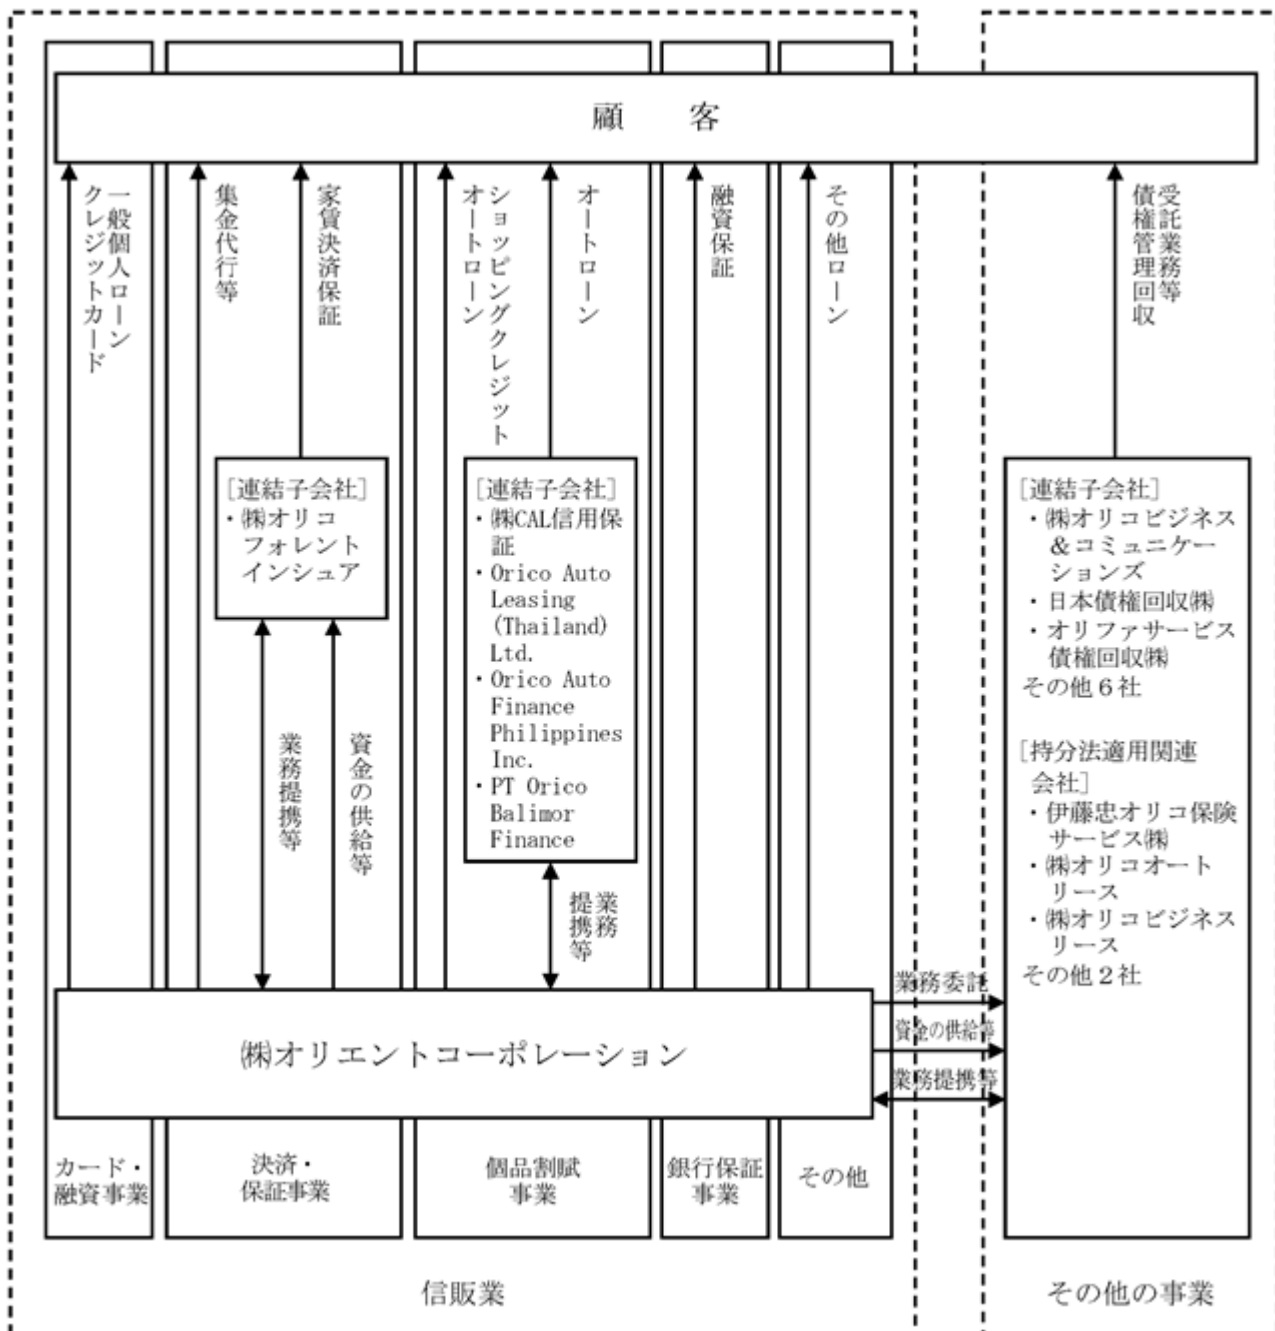 顧　客
一般個人ローン
クレジットカード
集金代行等
家賃決済保証
ショッピングクレジット
オートローン
オートローン
融資保証
その他ローン
受託業務等
債権管理回収
［連結子会社］
・㈱オリコ
フォレント
インシュア
［連結子会社］
・㈱CAL信用保
証
・Orico Auto
Leasing
(Thailand)
Ltd.
・Orico Auto
Finance
Philippines
Inc.
・PT Orico
Balimor
Finance
［連結子会社］
・㈱オリコビジネス
＆コミュニケー
ションズ
・日本債権回収㈱
・オリファサービス
債権回収㈱
その他６社
［持分法適用関連
会社］
・伊藤忠オリコ保険
サービス㈱
・㈱オリコオート
リース
・㈱オリコビジネス
リース
その他２社
業務提携等
資金の供給等
業務
提携等
業務委託
資金の供給等
業務提携等
㈱オリエントコーポレーション
カード・
融資事業
決済・
保証事業
個品割賦
事業
銀行保証
事業
その他
信販業
その他の事業